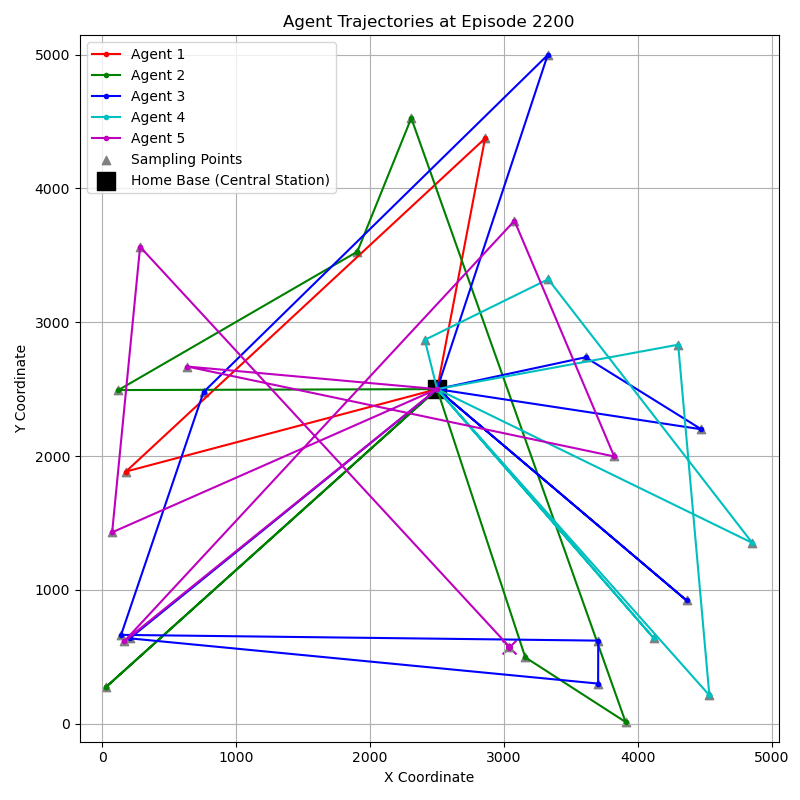 Agent Trajectories at Episode 2200
Agent 1
Agent 2
Agent 3
Agent 4
Agent 5
Sampling Points
Home Base (Central Station)
5000
4000
3000
2000
1000
0
Y Coordinate
0 1000 2000 3000 4000 5000
X Coordinate